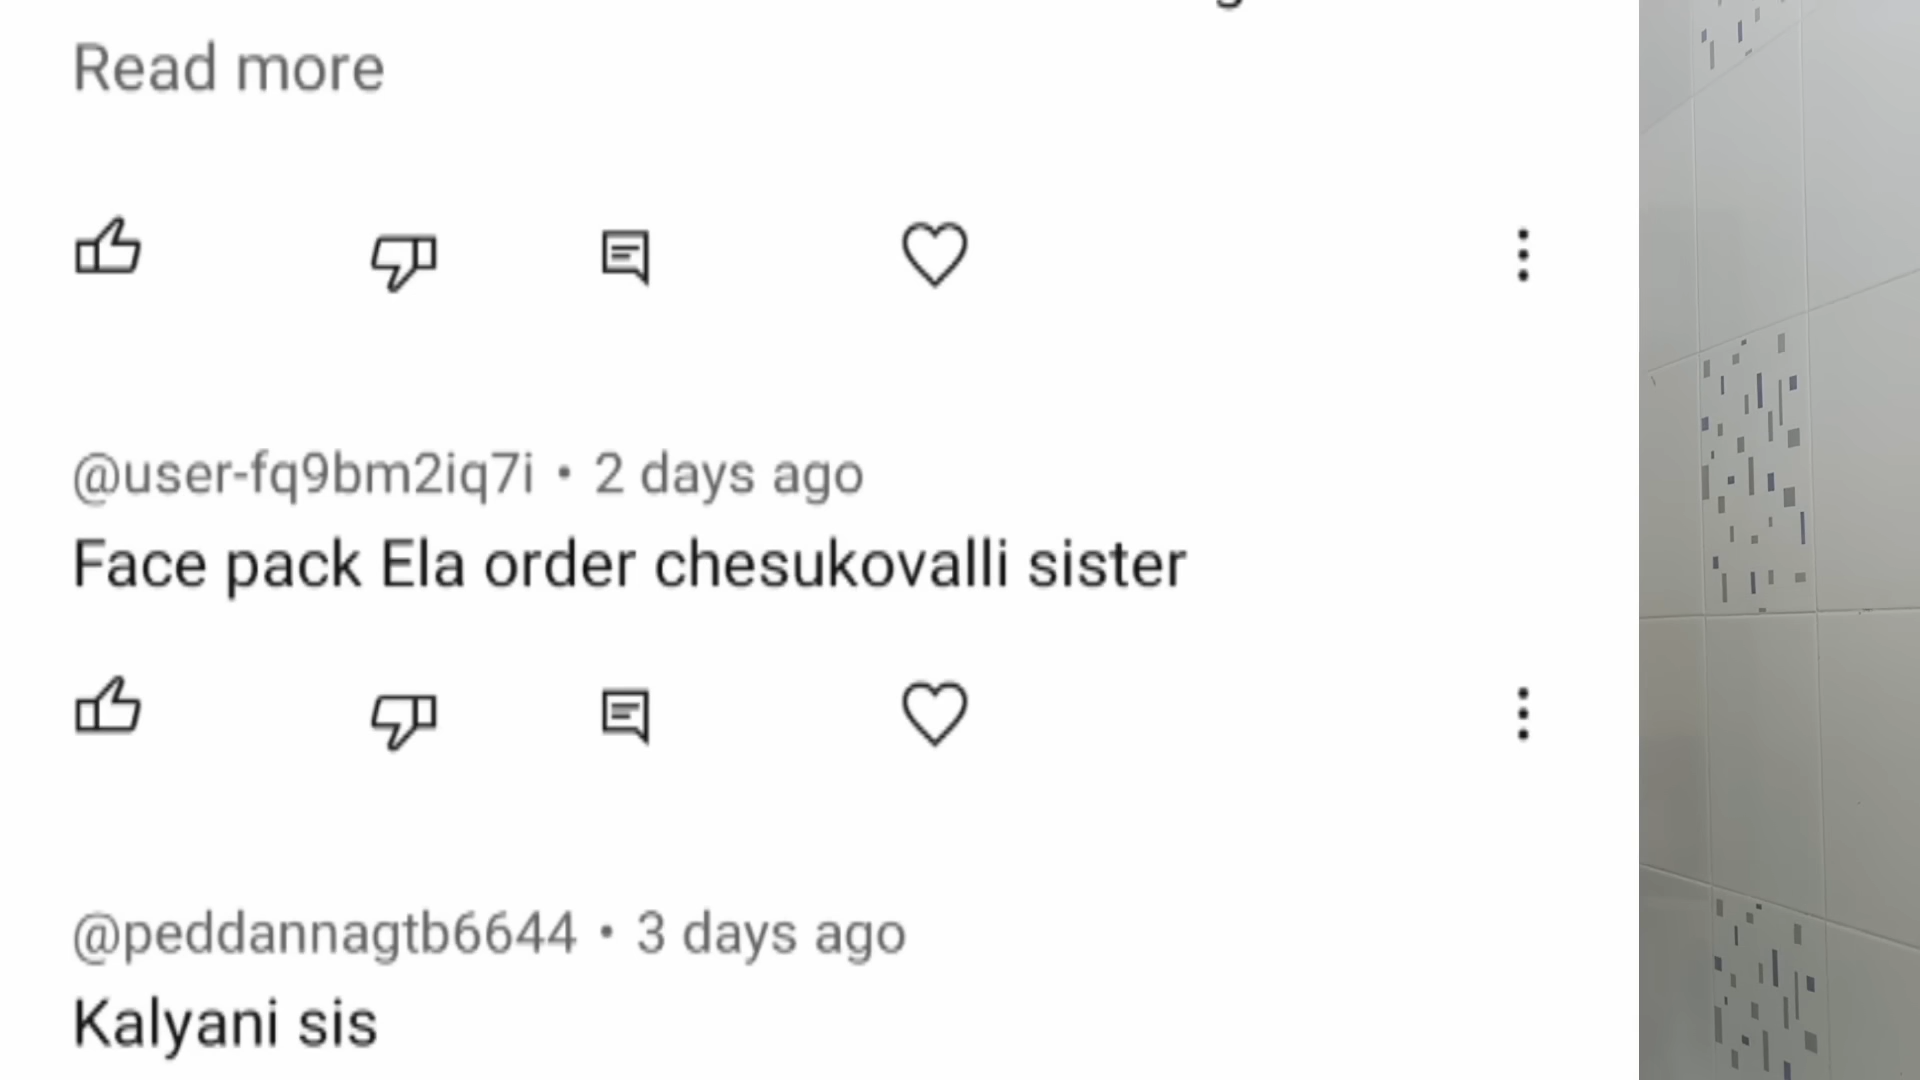 Read more
@user-fq9bm2iq7i • 2 days ago
Face pack Ela order chesukovalli sister
@peddannagtb6644 • 3 days ago
Kalyani sis